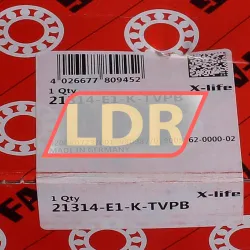 4 026677 809452
X-life
1 Qty
21314-E1-K-TVPB
LDR
62-0000-02
MADE IN GERMANY
1 Qty
X-life
21314-E1-K-TVPB